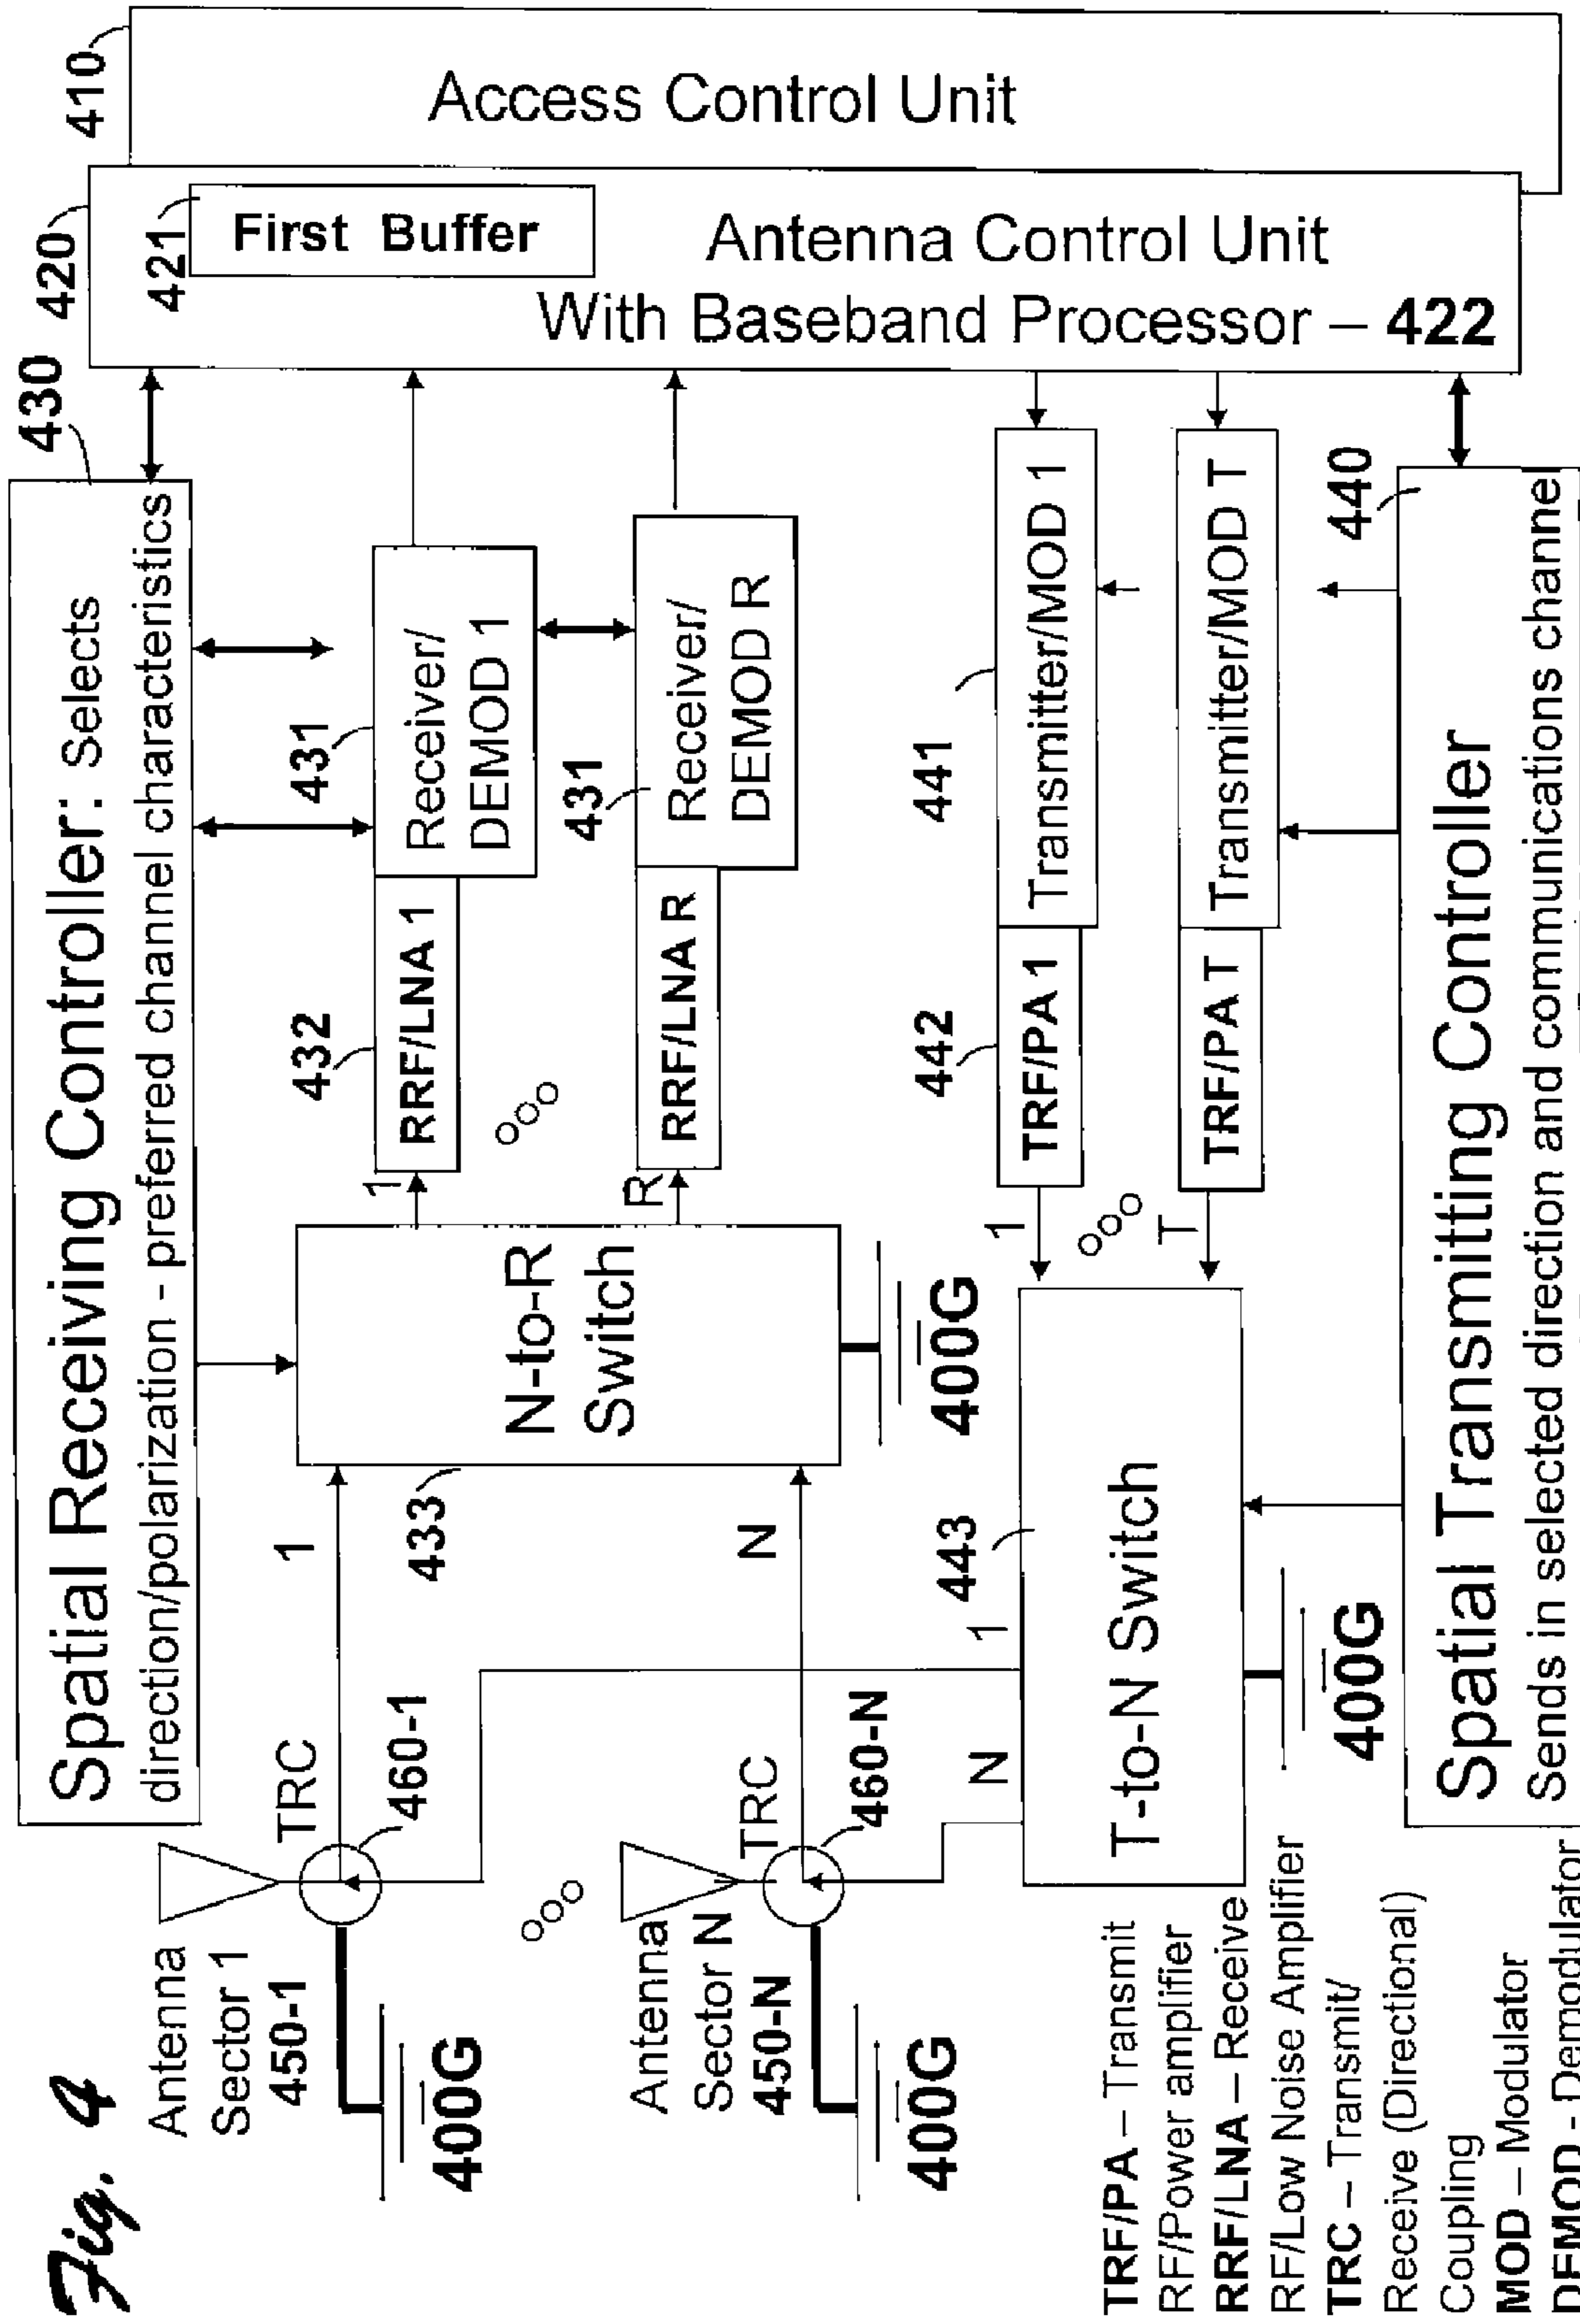 Fig. 4
Spatial Receiving Controller: Selects
direction/polarization - preferred channel characteristics
430
420
410
421
First Buffer
Antenna Control Unit
With Baseband Processor – 422
Access Control Unit
Antenna
Sector 1
450-1
400G
TRC
460-1
1
433
N-to-R
Switch
400G
1
432
RRF/LNA 1
431
Receiver/
DEMOD 1
Antenna
Sector N
450-N
400G
TRC
460-N
N
R
RRF/LNA R
431
Receiver/
DEMOD R
443
1
N
T-to-N Switch
400G
1
442
TRF/PA 1
441
Transmitter/MOD 1
T
TRF/PA T
Transmitter/MOD T
440
Spatial Transmitting Controller
Sends in selected direction and communications channel
TRF/PA – Transmit
RF/Power amplifier
RRF/LNA – Receive
RF/Low Noise Amplifier
TRC – Transmit/
Receive (Directional)
Coupling
MOD – Modulator
DEMOD - Demodulator